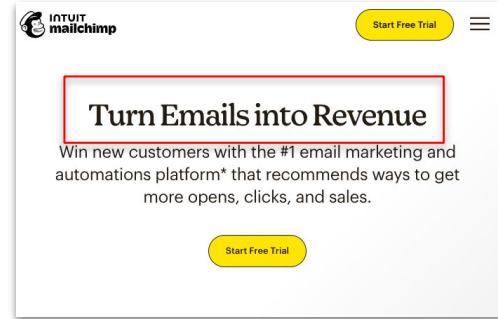 INTUIT
mailchimp
Start Free Trial
Turn Emails into Revenue
Win new customers with the #1 email marketing and
automations platform* that recommends ways to get
more opens, clicks, and sales.
Start Free Trial